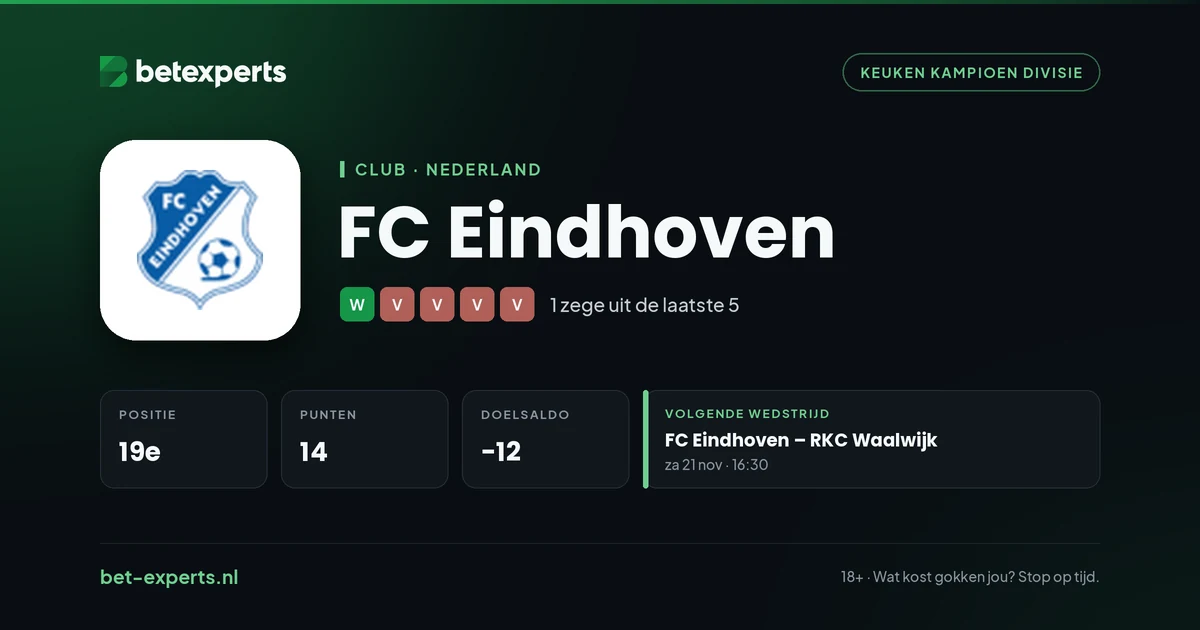 betexperts
KEUKEN KAMPIOEN DIVISIE
FC
EINDHOVEN
CLUB · NEDERLAND
FC Eindhoven
W V V V V 1 zege uit de laatste 5
POSITIE
19e
PUNTEN
14
DOELSALDO
-12
VOLGENDE WEDSTRIJD
FC Eindhoven – RKC Waalwijk
za 21 nov · 16:30
bet-experts.nl
18+ · Wat kost gokken jou? Stop op tijd.